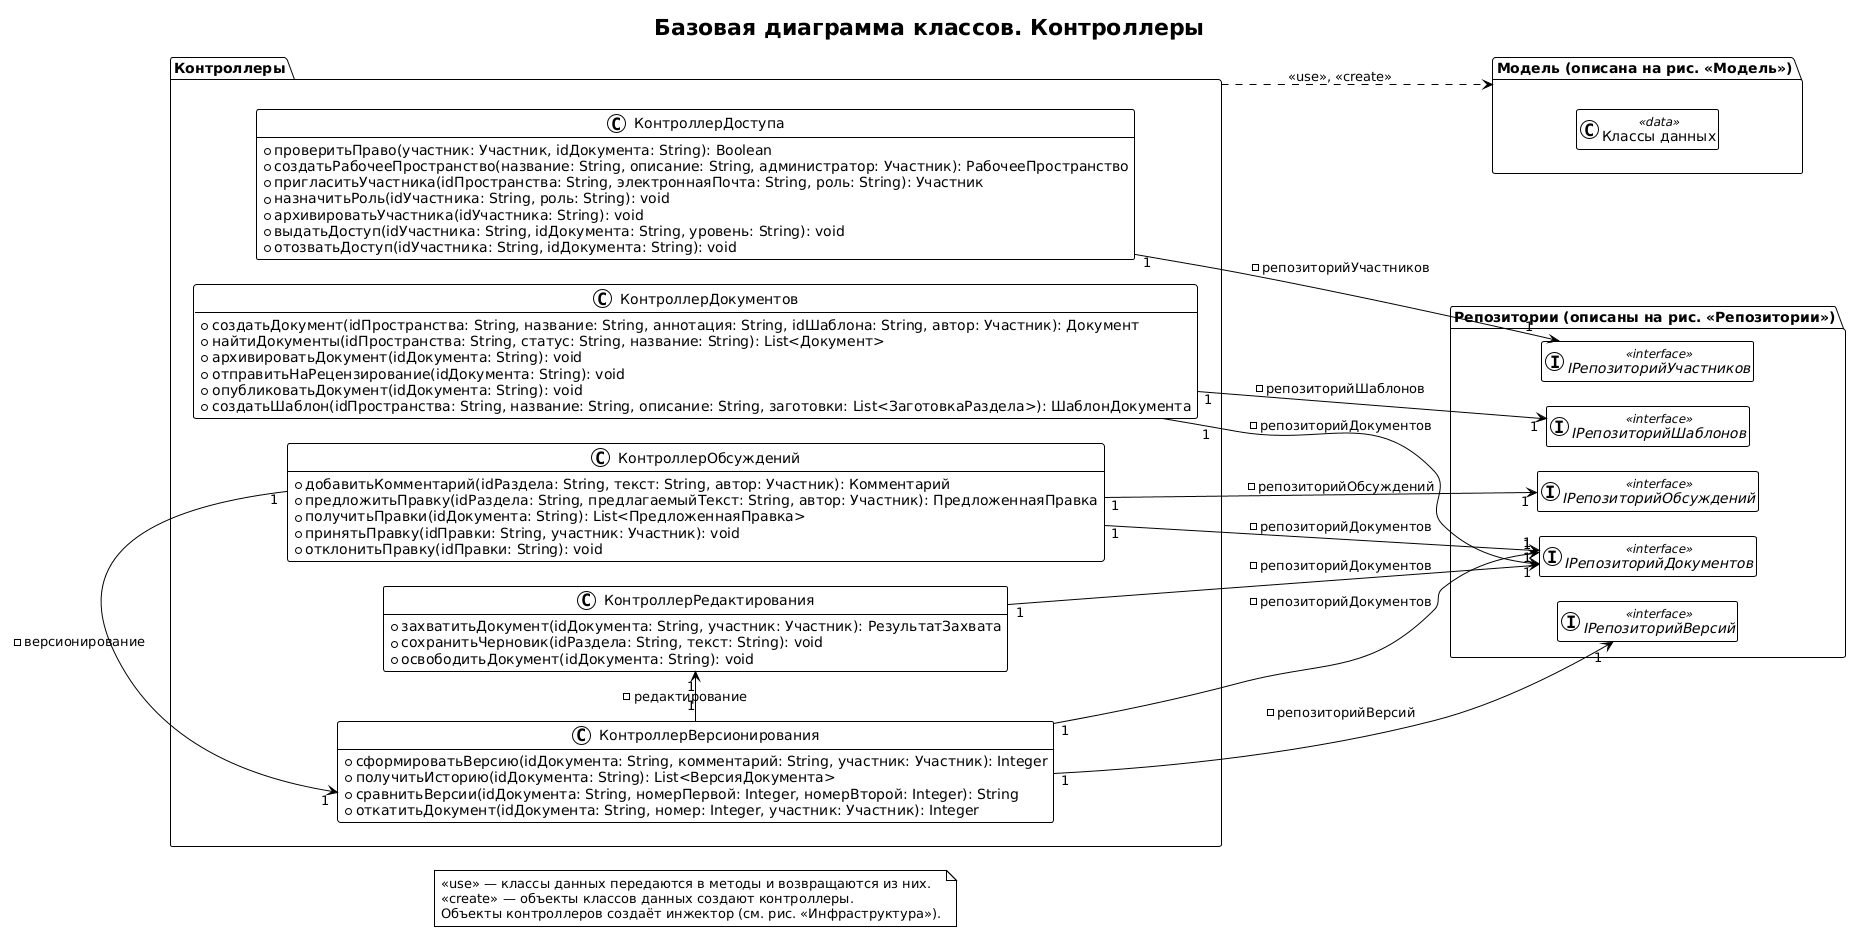 Базовая диаграмма классов. Контроллеры
Контроллеры
КонтроллерДоступа
проверитьПраво(участник: Участник, idДокумента: String): Boolean
создатьРабочееПространство(название: String, описание: String, администратор: Участник): РабочееПространство
пригласитьУчастника(idПространства: String, электроннаяПочта: String, роль: String): Участник
назначитьРоль(idУчастника: String, роль: String): void
архивироватьУчастника(idУчастника: String): void
выдатьДоступ(idУчастника: String, idДокумента: String, уровень: String): void
отозватьДоступ(idУчастника: String, idДокумента: String): void
КонтроллерДокументов
создатьДокумент(idПространства: String, название: String, аннотация: String, idШаблона: String, автор: Участник): Документ
найтиДокументы(idПространства: String, статус: String, название: String): List<Документ>
архивироватьДокумент(idДокумента: String): void
отправитьНаРецензирование(idДокумента: String): void
опубликоватьДокумент(idДокумента: String): void
создатьШаблон(idПространства: String, название: String, описание: String, заготовки: List<ЗаготовкаРаздела>): ШаблонДокумента
КонтроллерОбсуждений
добавитьКомментарий(idРаздела: String, текст: String, автор: Участник): Комментарий
предложитьПравку(idРаздела: String, предлагаемыйТекст: String, автор: Участник): ПредложеннаяПравка
получитьПравки(idДокумента: String): List<ПредложеннаяПравка>
принятьПравку(idПравки: String, участник: Участник): void
отклонитьПравку(idПравки: String): void
КонтроллерРедактирования
захватитьДокумент(idДокумента: String, участник: Участник): РезультатЗахвата
сохранитьЧерновик(idРаздела: String, текст: String): void
освободитьДокумент(idДокумента: String): void
1
редактирование
1
КонтроллерВерсионирования
сформироватьВерсию(idДокумента: String, комментарий: String, участник: Участник): Integer
получитьИсторию(idДокумента: String): List<ВерсияДокумента>
сравнитьВерсии(idДокумента: String, номерПервой: Integer, номерВторой: Integer): String
откатитьДокумент(idДокумента: String, номер: Integer, участник: Участник): Integer
1
версионирование
1
«use», «create»
1
репозиторийУчастников
1
1
репозиторийШаблонов
1
1
репозиторийДокументов
1
1
репозиторийОбсуждений
1
1
репозиторийДокументов
1
1
репозиторийДокументов
1
1
репозиторийДокументов
1
1
репозиторийВерсий
1
Модель (описана на рис. «Модель»)
«data»
Классы данных
Репозитории (описаны на рис. «Репозитории»)
«interface»
IРепозиторийУчастников
«interface»
IРепозиторийШаблонов
«interface»
IРепозиторийОбсуждений
«interface»
IРепозиторийДокументов
«interface»
IРепозиторийВерсий
«use» — классы данных передаются в методы и возвращаются из них.
«create» — объекты классов данных создают контроллеры.
Объекты контроллеров создаёт инжектор (см. рис. «Инфраструктура»).